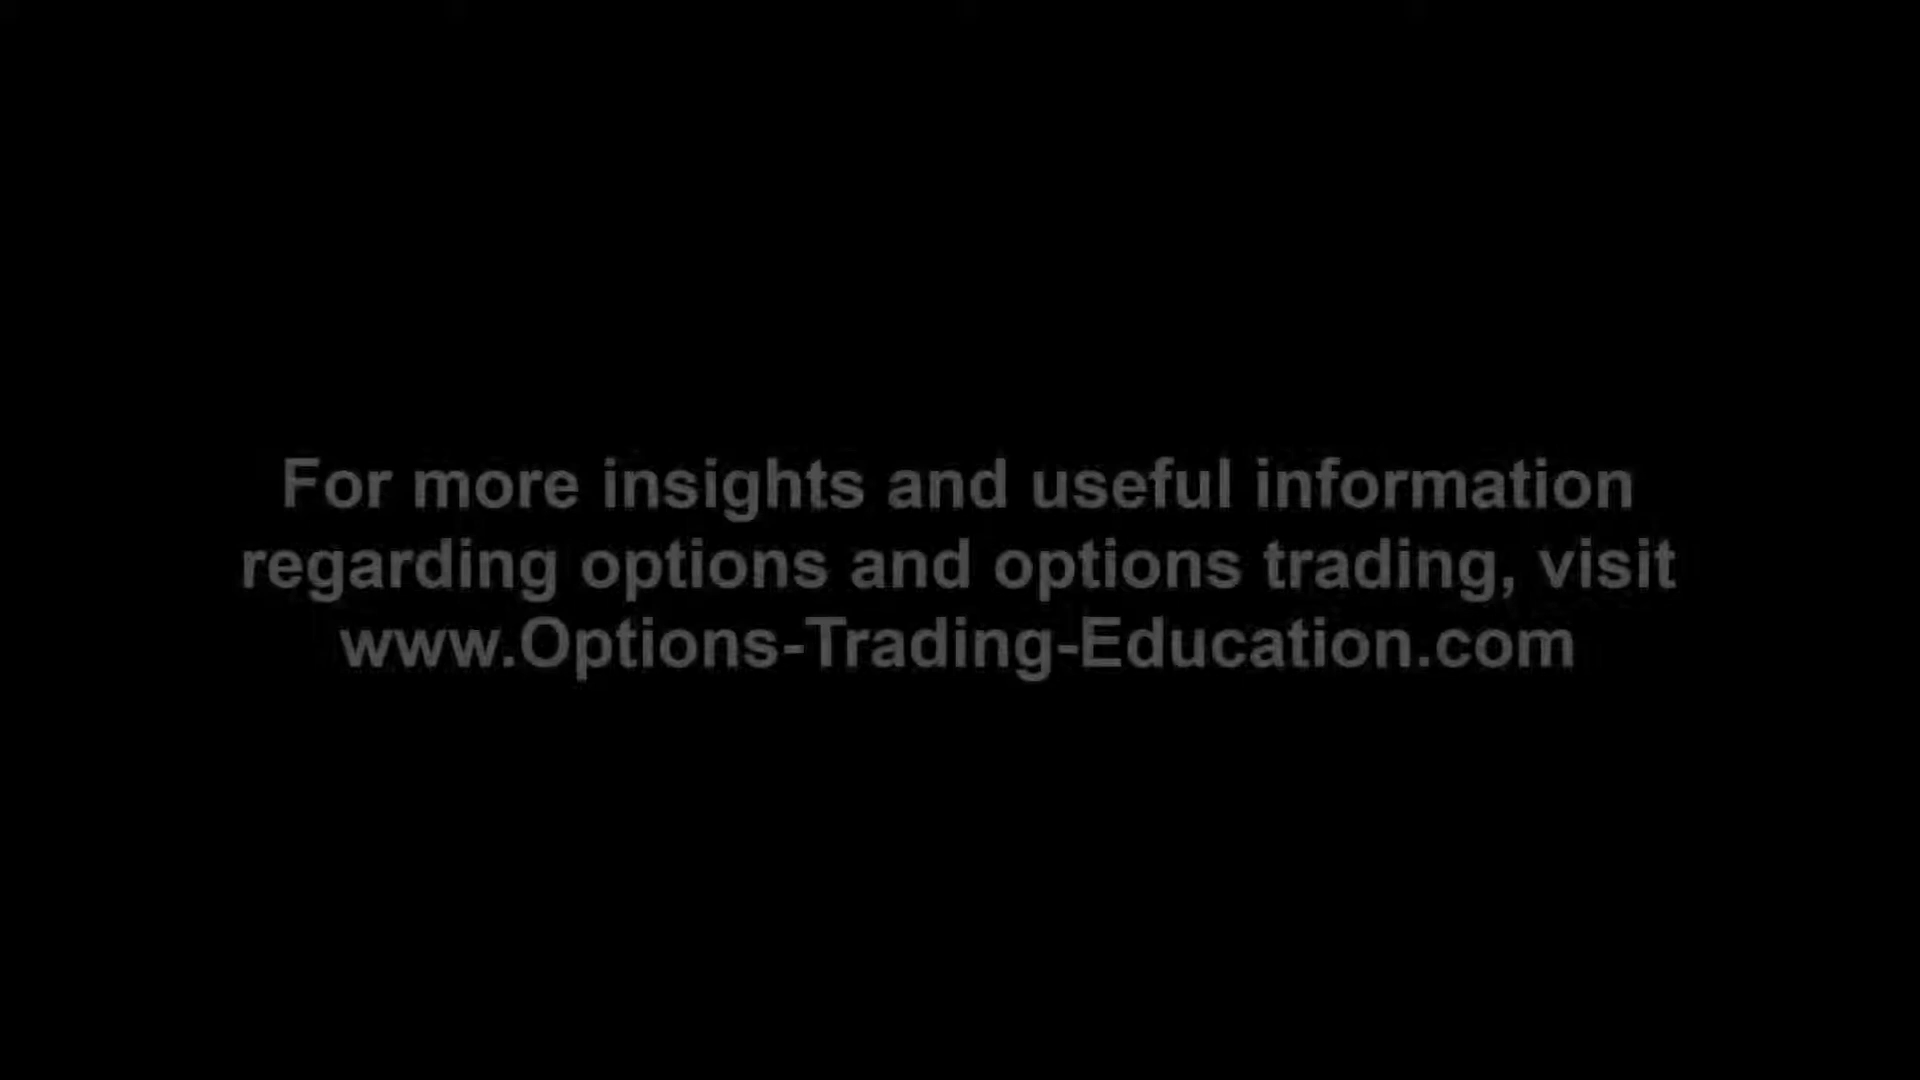 For more insights and useful information
regarding options and options trading, visit
www.Options-Trading-Education.com